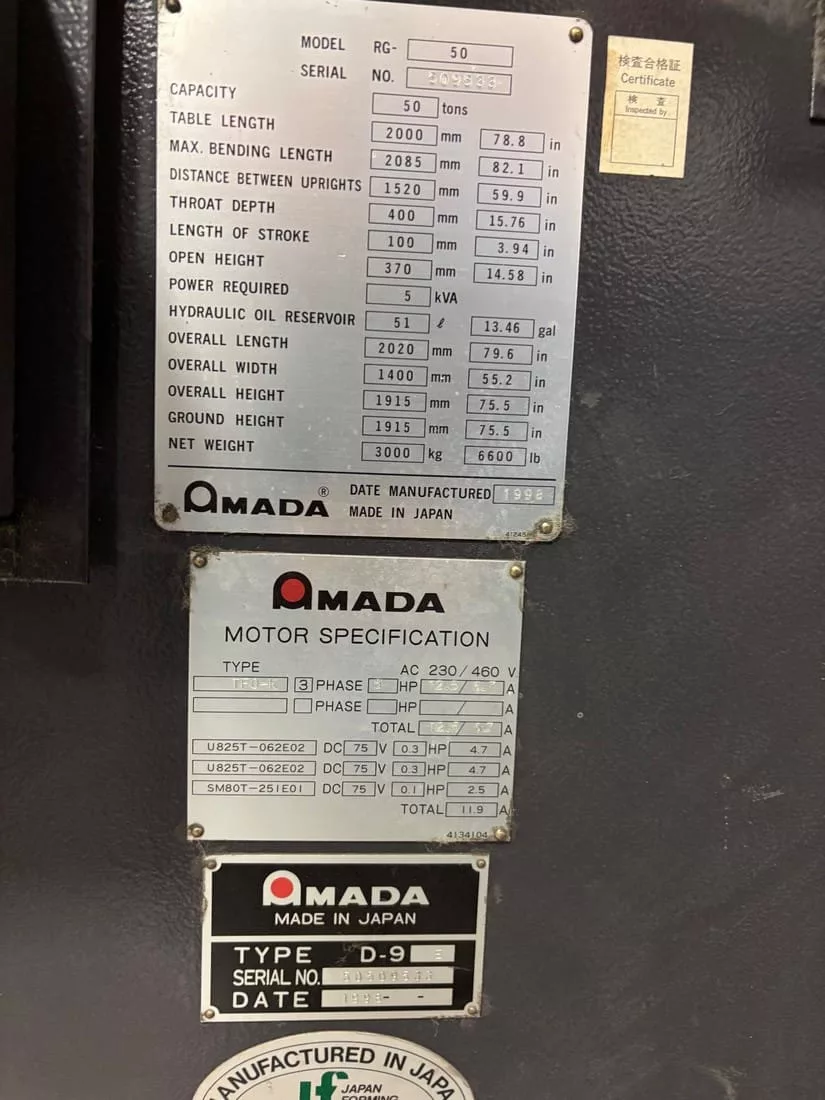 MODEL RG- 50
SERIAL NO. 509533
CAPACITY 50 tons
TABLE LENGTH 2000 mm 78.8 in
MAX. BENDING LENGTH 2085 mm 82.1 in
DISTANCE BETWEEN UPRIGHTS 1520 mm 59.9 in
THROAT DEPTH 400 mm 15.76 in
LENGTH OF STROKE 100 mm 3.94 in
OPEN HEIGHT 370 mm 14.58 in
POWER REQUIRED 5 kVA
HYDRAULIC OIL RESERVOIR 51 ℓ 13.46 gal
OVERALL LENGTH 2020 mm 79.6 in
OVERALL WIDTH 1400 mm 55.2 in
OVERALL HEIGHT 1915 mm 75.5 in
GROUND HEIGHT 1915 mm 75.5 in
NET WEIGHT 3000 kg 6600 lb
AMADA ® DATE MANUFACTURED 1998
MADE IN JAPAN
検査合格証
Certificate
検 査
Inspected by
AMADA
MOTOR SPECIFICATION
TYPE AC 230/460 V
3 PHASE HP A
PHASE HP / A
TOTAL A
U825T-062E02 DC 75 V 0.3 HP 4.7 A
U825T-062E02 DC 75 V 0.3 HP 4.7 A
SM80T-251E01 DC 75 V 0.1 HP 2.5 A
TOTAL 11.9 A
4134104
AMADA
MADE IN JAPAN
TYPE D-9
SERIAL NO.
DATE 1998- -
MANUFACTURED IN JAPA
JAPAN
FORMING